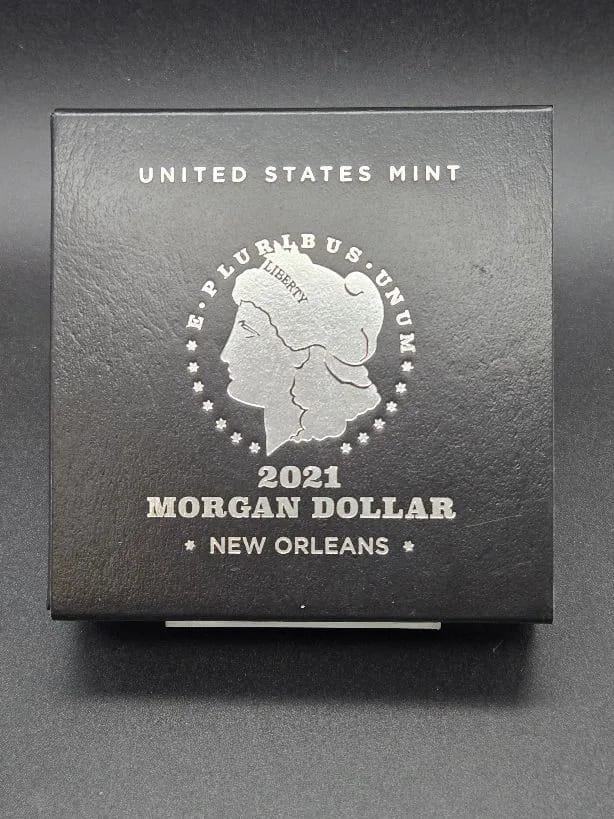 UNITED STATES MINT
E · PLURIBUS · UNUM
LIBERTY
2021
MORGAN DOLLAR
* NEW ORLEANS *